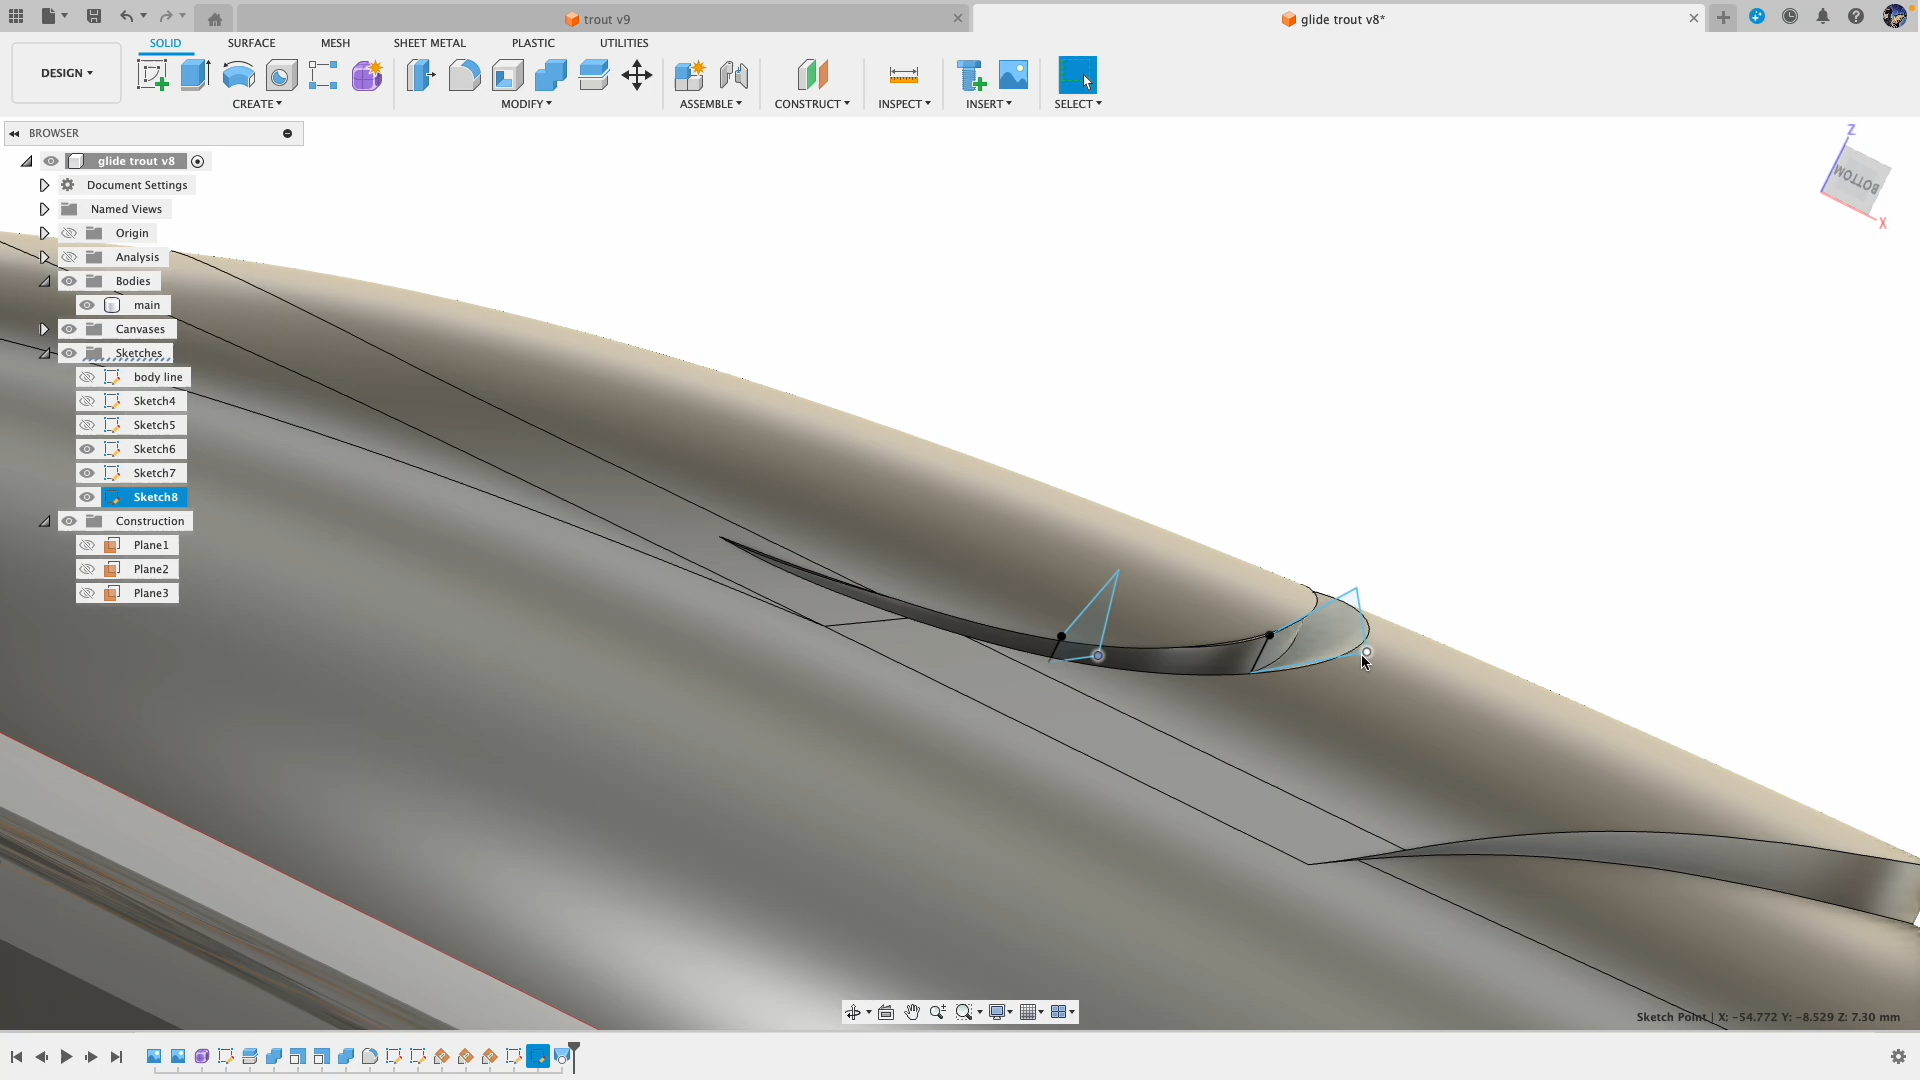 trout v9
glide trout v8*
SOLID
SURFACE
MESH
SHEET METAL
PLASTIC
UTILITIES
DESIGN
CREATE
MODIFY
ASSEMBLE
CONSTRUCT
INSPECT
INSERT
SELECT
BROWSER
glide trout v8
Document Settings
Named Views
Origin
Analysis
Bodies
main
Canvases
Sketches
body line
Sketch4
Sketch5
Sketch6
Sketch7
Sketch8
Construction
Plane1
Plane2
Plane3
Z
BOTTOM
X
Sketch Point | X: -54.772 Y: -8.529 Z: 7.30 mm